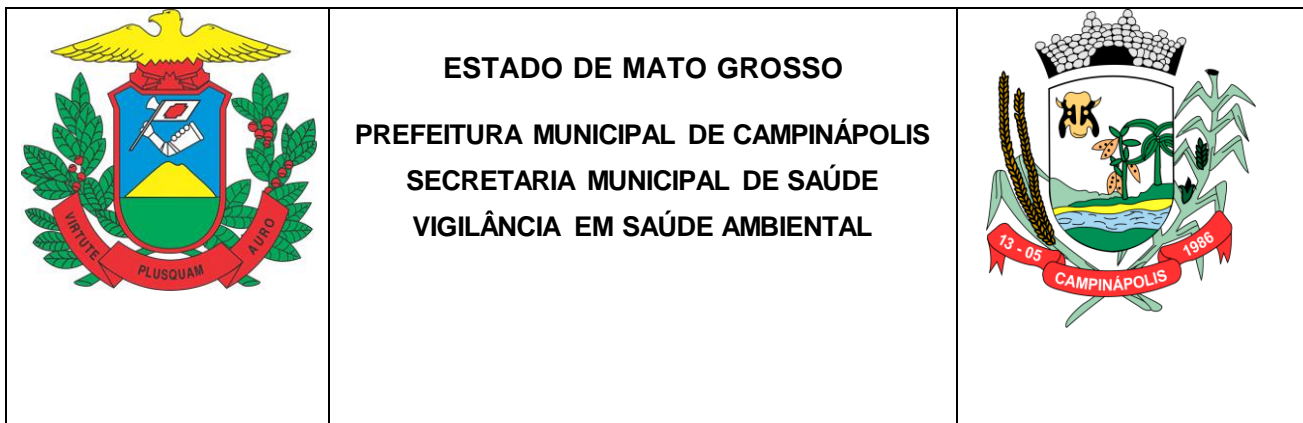 VIRTUTE PLUSQUAM AURO
ESTADO DE MATO GROSSO
PREFEITURA MUNICIPAL DE CAMPINÁPOLIS
SECRETARIA MUNICIPAL DE SAÚDE
VIGILÂNCIA EM SAÚDE AMBIENTAL
13 - 05 CAMPINÁPOLIS 1986